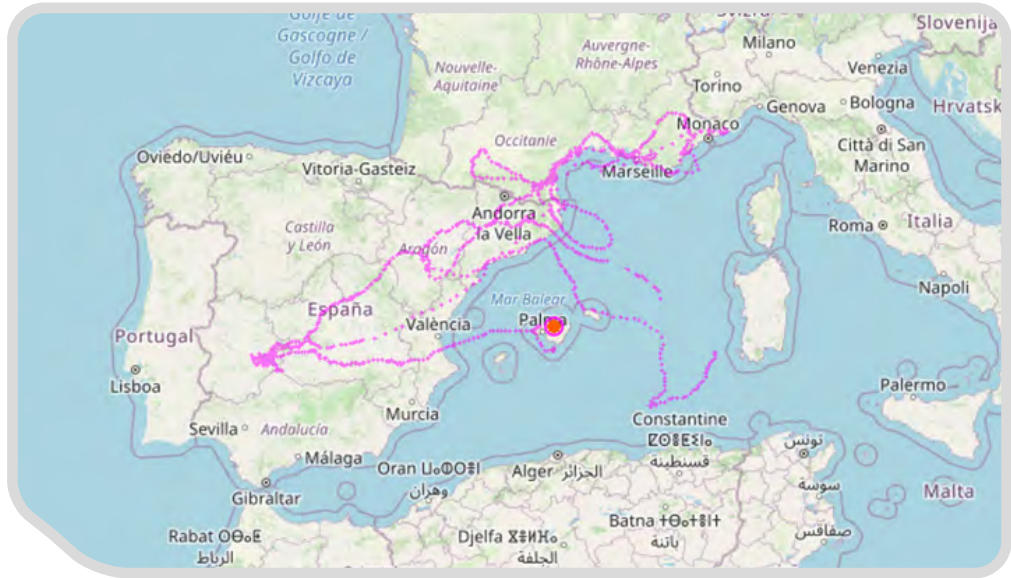 Golfe de
Gascogne /
Golfo de
Vizcaya
Auvergne-
Rhône-Alpes
Nouvelle-
Aquitaine
Milano
Slovenija
Venezia
Torino
Genova
Bologna
Hrvatsk
Monaco
Occitanie
Città di San
Marino
Oviedo/Uviéu
Vitoria-Gasteiz
Marseille
Andorra
la Vella
Castilla
y León
Aragón
Roma
Italia
Napoli
Mar Balear
España
Palma
València
Portugal
Lisboa
Palermo
Murcia
Constantine
ⵇⵙⵏⵟⵉⵏⴰ
قسنطينة
Sevilla
Andalucía
Málaga
Oran ⵡⴰⵀⵔⴰⵏ
وهران
Alger الجزائر
تونس
سوسة
Gibraltar
Malta
Rabat ⵔⴱⴰⵟ
الرباط
Djelfa ⵊⵍⴼⴰ
الجلفة
Batna ⵜⴱⴰⵜⵏⵜ
باتنة
صفاقس